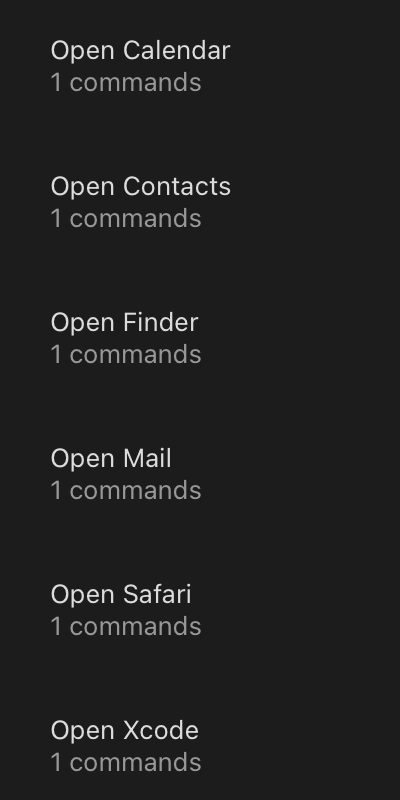 Open Calendar
1 commands
Open Contacts
1 commands
Open Finder
1 commands
Open Mail
1 commands
Open Safari
1 commands
Open Xcode
1 commands